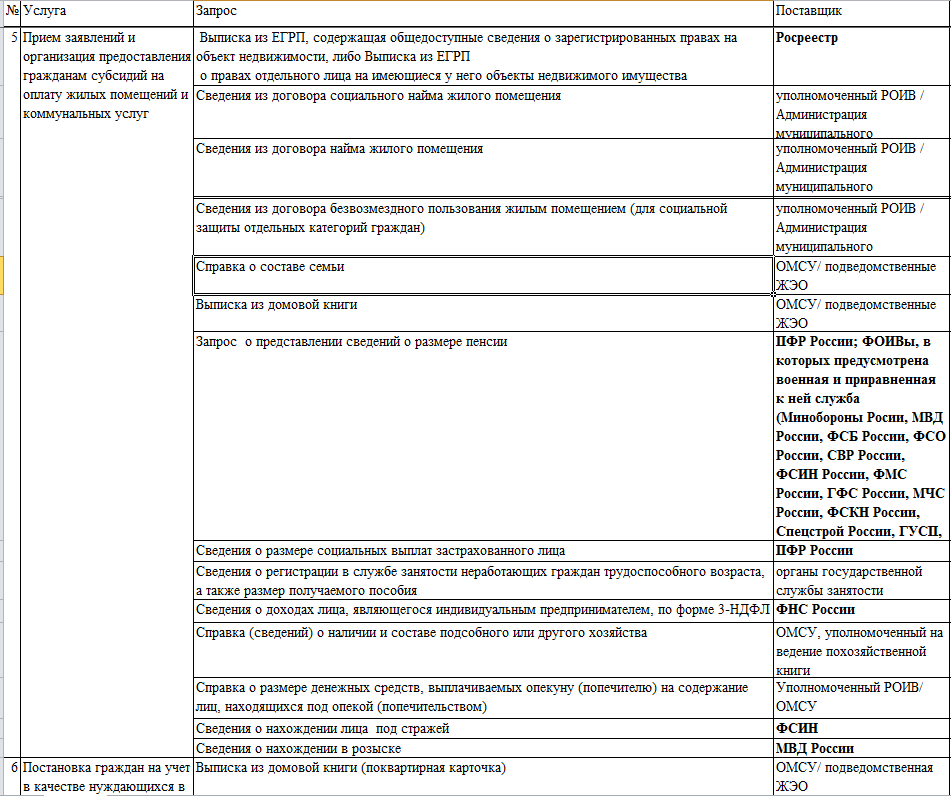 № Услуга Запрос Поставщик
5 Прием заявлений и организация предоставления гражданам субсидий на оплату жилых помещений и коммунальных услуг
Выписка из ЕГРП, содержащая общедоступные сведения о зарегистрированных правах на
объект недвижимости, либо Выписка из ЕГРП
о правах отдельного лица на имеющиеся у него объекты недвижимого имущества
Росреестр
Сведения из договора социального найма жилого помещения
уполномоченный РОИВ /
Администрация
муниципального
Сведения из договора найма жилого помещения
уполномоченный РОИВ /
Администрация
муниципального
Сведения из договора безвозмездного пользования жилым помещением (для социальной
защиты отдельных категорий граждан)
уполномоченный РОИВ /
Администрация
муниципального
Справка о составе семьи
ОМСУ/ подведомственные
ЖЭО
Выписка из домовой книги
ОМСУ/ подведомственные
ЖЭО
Запрос о представлении сведений о размере пенсии
ПФР России; ФОИВы, в
которых предусмотрена
военная и приравненная
к ней служба
(Минобороны Росии, МВД
России, ФСБ России, ФСО
России, СВР России,
ФСИН России, ФМС
России, ГФС России, МЧС
России, ФСКН России,
Спецстрой России, ГУСП,
Сведения о размере социальных выплат застрахованного лица
ПФР России
Сведения о регистрации в службе занятости неработающих граждан трудоспособного возраста,
а также размер получаемого пособия
органы государственной
службы занятости
Сведения о доходах лица, являющегося индивидуальным предпринимателем, по форме 3-НДФЛ
ФНС России
Справка (сведений) о наличии и составе подсобного или другого хозяйства
ОМСУ, уполномоченный на
ведение похозяйственной
книги
Справка о размере денежных средств, выплачиваемых опекуну (попечителю) на содержание
лиц, находящихся под опекой (попечительством)
Уполномоченный РОИВ/
ОМСУ
Сведения о нахождении лица под стражей
ФСИН
Сведения о нахождении в розыске
МВД России
6 Постановка граждан на учет
в качестве нуждающихся в
Выписка из домовой книги (поквартирная карточка)
ОМСУ/ подведомственная
ЖЭО